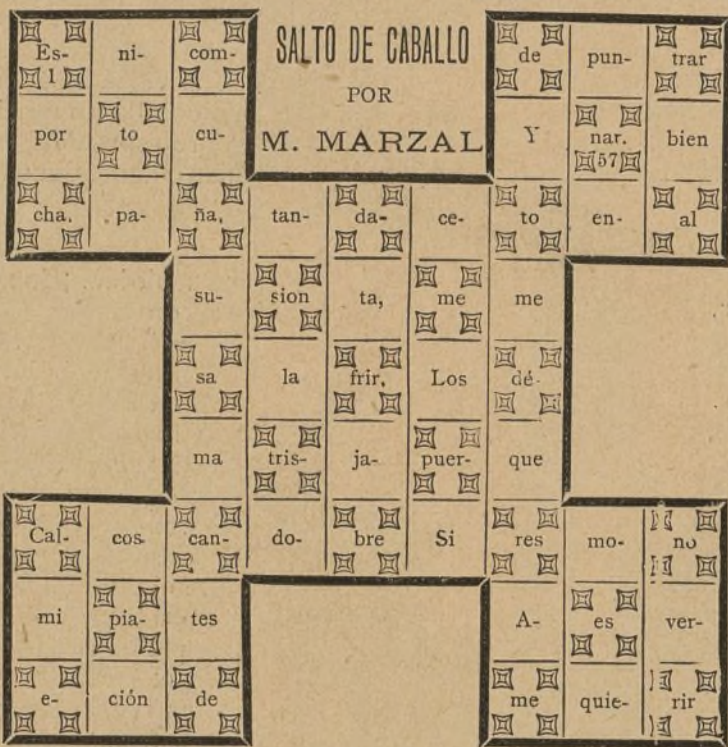 Es- ni- com- SALTO DE CABALLO de pun- trar
1
POR
por to cu- M. MARZAL Y nar. bien
57
cha. pa- ña, tan- da- ce- to en- al
su- sion ta, me me
sa la frir. Los dé-
ma tris- ja- puer- que
Cal- cos- can- do- bre Si res mo- no
mi pia- tes A- es ver-
e- ción de me quie- rir